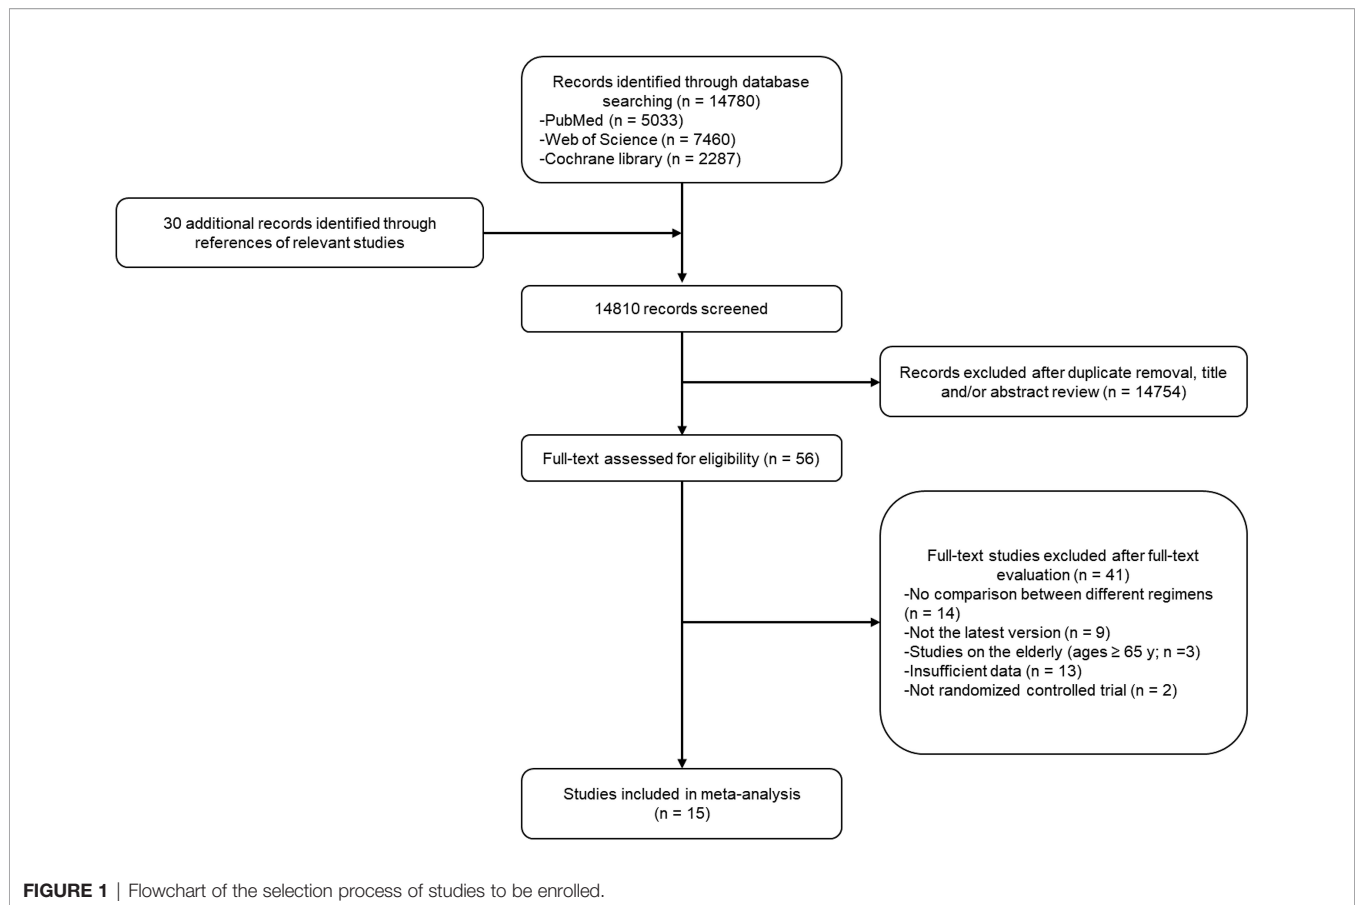 Records identified through database
searching (n = 14780)
-PubMed (n = 5033)
-Web of Science (n = 7460)
-Cochrane library (n = 2287)
30 additional records identified through
references of relevant studies
14810 records screened
Records excluded after duplicate removal, title
and/or abstract review (n = 14754)
Full-text assessed for eligibility (n = 56)
Full-text studies excluded after full-text
evaluation (n = 41)
-No comparison between different regimens
(n = 14)
-Not the latest version (n = 9)
-Studies on the elderly (ages ≥ 65 y; n =3)
-Insufficient data (n = 13)
-Not randomized controlled trial (n = 2)
Studies included in meta-analysis
(n = 15)
FIGURE 1 | Flowchart of the selection process of studies to be enrolled.